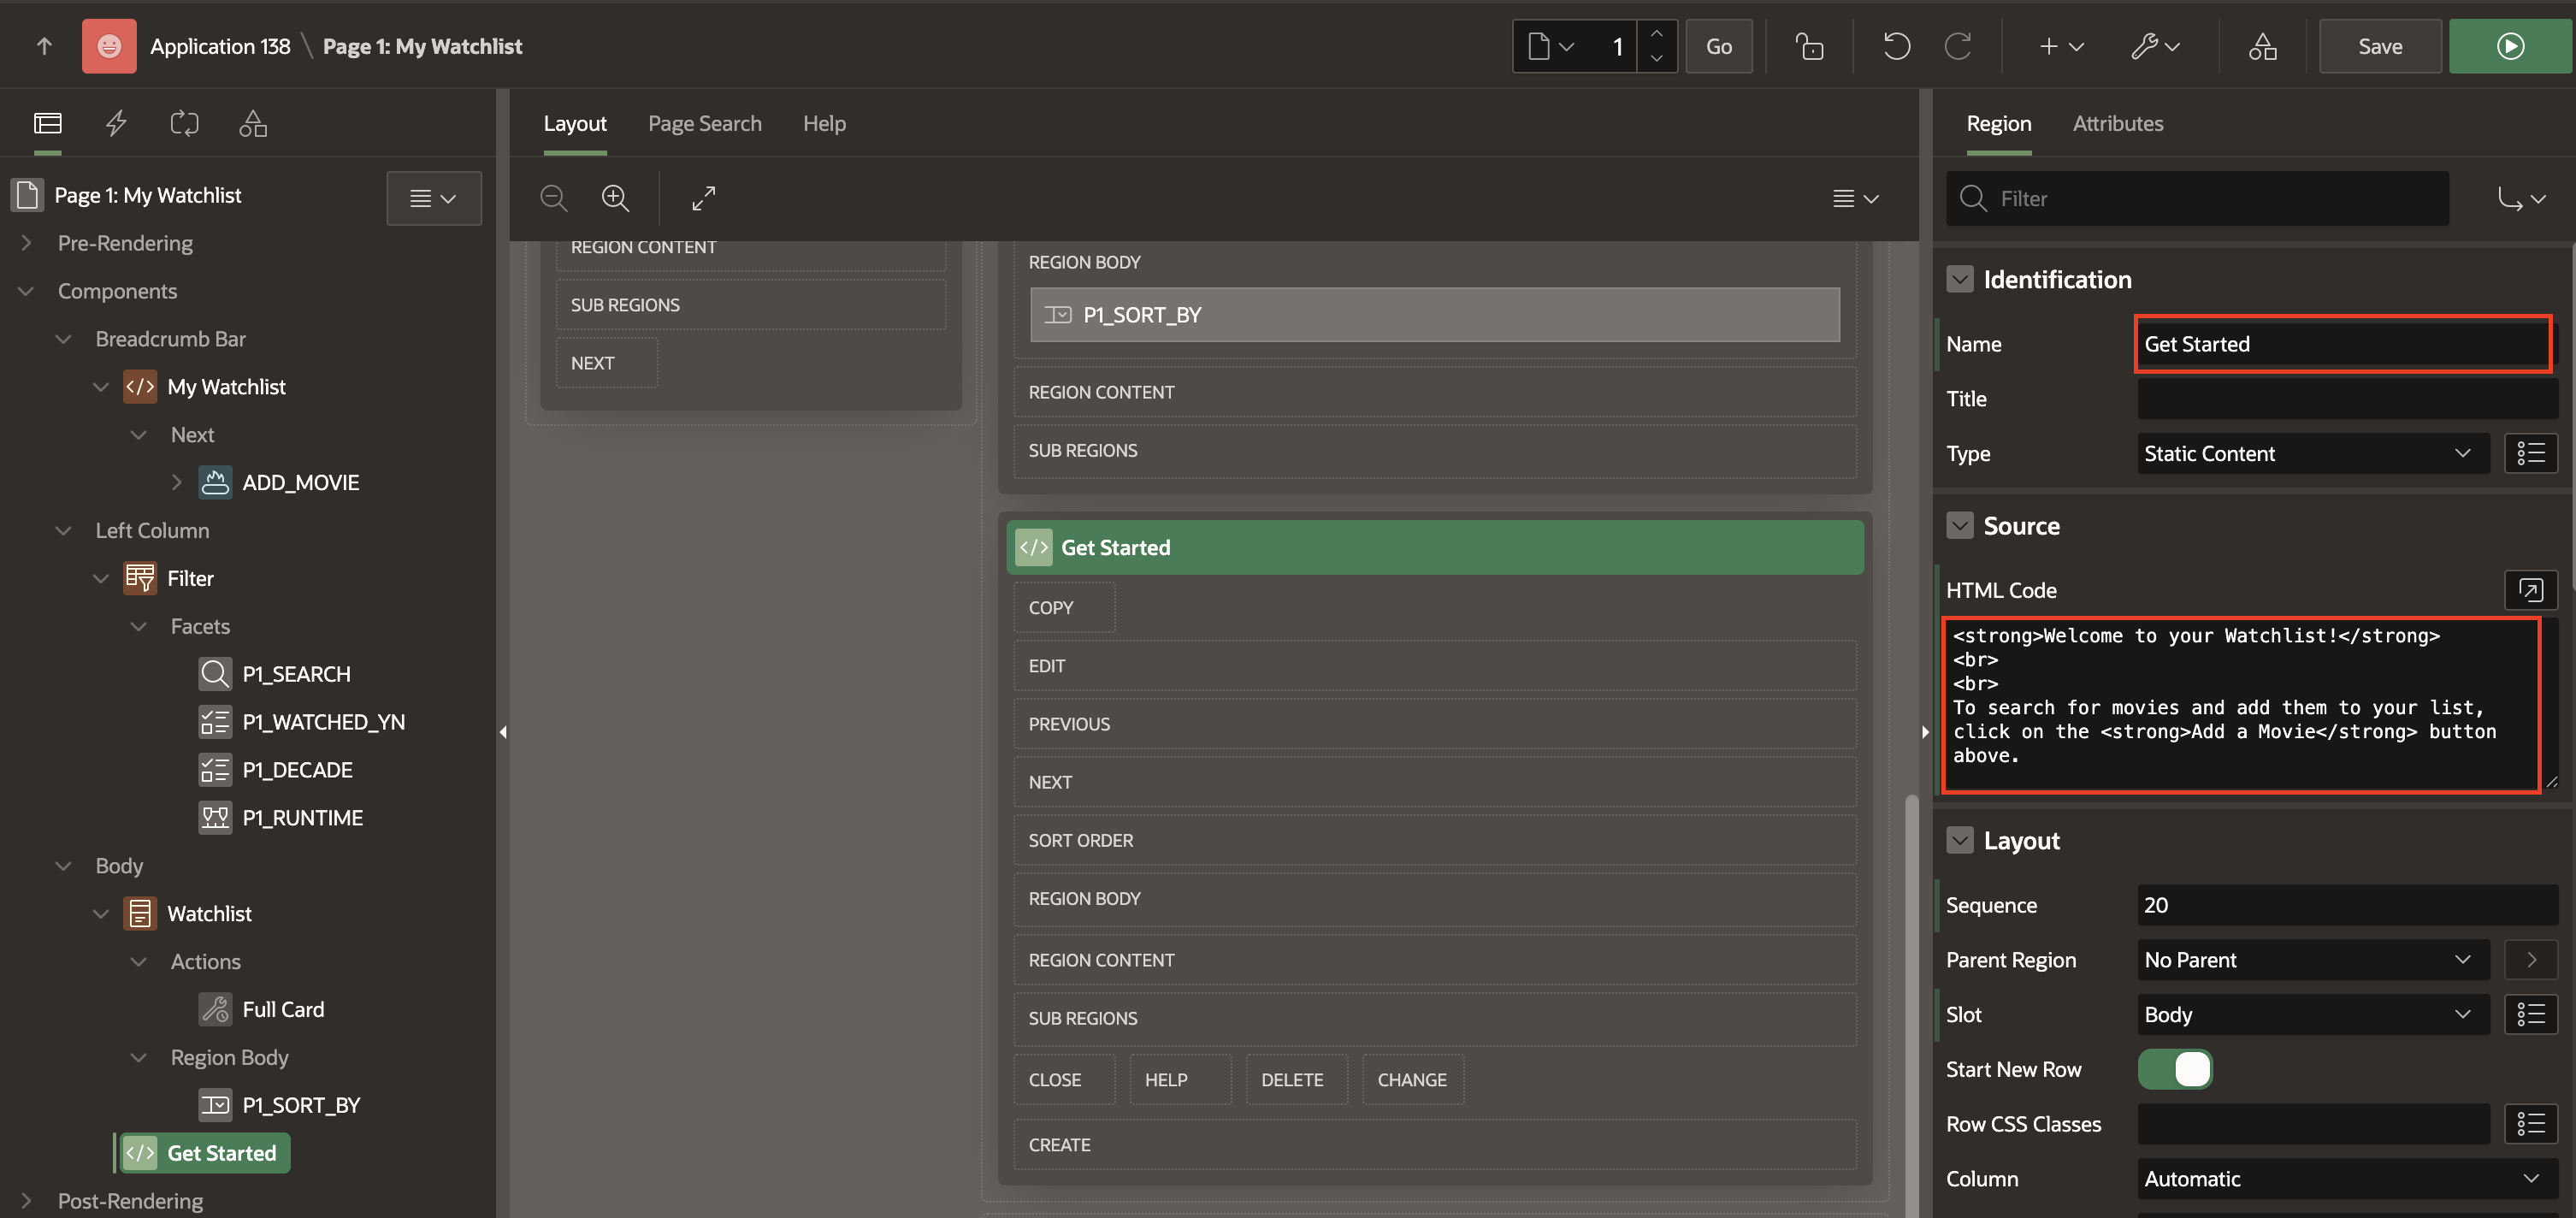 Application 138 \ Page 1: My Watchlist
1
Go
Save
Page 1: My Watchlist
Pre-Rendering
Components
Breadcrumb Bar
My Watchlist
Next
ADD_MOVIE
Left Column
Filter
Facets
P1_SEARCH
P1_WATCHED_YN
P1_DECADE
P1_RUNTIME
Body
Watchlist
Actions
Full Card
Region Body
P1_SORT_BY
Get Started
Post-Rendering
Layout
Page Search
Help
REGION CONTENT
SUB REGIONS
NEXT
REGION BODY
P1_SORT_BY
REGION CONTENT
SUB REGIONS
Get Started
COPY
EDIT
PREVIOUS
NEXT
SORT ORDER
REGION BODY
REGION CONTENT
SUB REGIONS
CLOSE
HELP
DELETE
CHANGE
CREATE
Region
Attributes
Filter
Identification
Name
Get Started
Title
Type
Static Content
Source
HTML Code
<strong>Welcome to your Watchlist!</strong>
<br>
<br>
To search for movies and add them to your list,
click on the <strong>Add a Movie</strong> button
above.
Layout
Sequence
20
Parent Region
No Parent
Slot
Body
Start New Row
Row CSS Classes
Column
Automatic